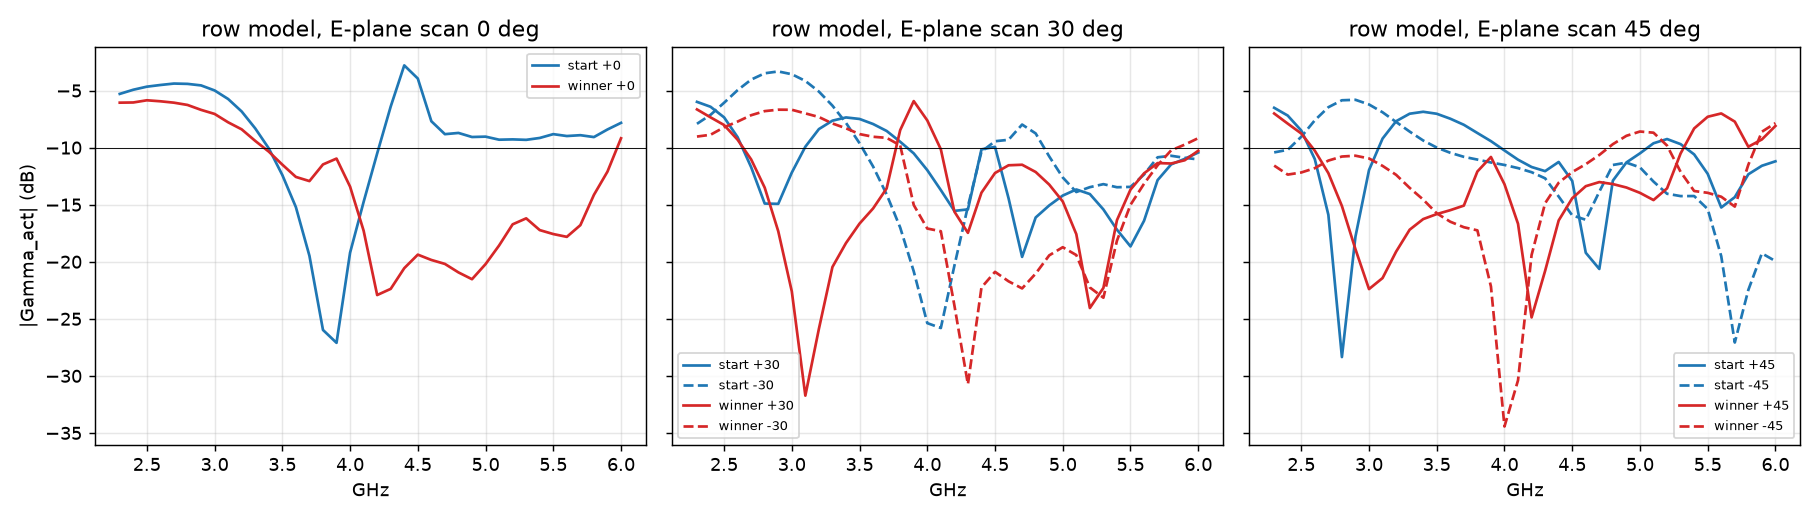 row model, E-plane scan 0 deg
row model, E-plane scan 30 deg
row model, E-plane scan 45 deg
|Gamma_act| (dB)
−5
−10
−15
−20
−25
−30
−35
start +0
winner +0
2.5 3.0 3.5 4.0 4.5 5.0 5.5 6.0
GHz
start +30
start -30
winner +30
winner -30
2.5 3.0 3.5 4.0 4.5 5.0 5.5 6.0
GHz
start +45
start -45
winner +45
winner -45
2.5 3.0 3.5 4.0 4.5 5.0 5.5 6.0
GHz